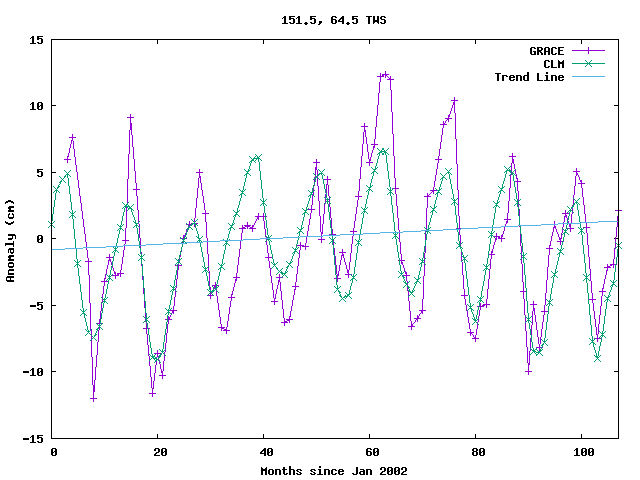 151.5, 64.5 TWS
GRACE
CLM
Trend Line
15
10
5
0
-5
-10
-15
Anomaly (cm)
0 20 40 60 80 100
Months since Jan 2002